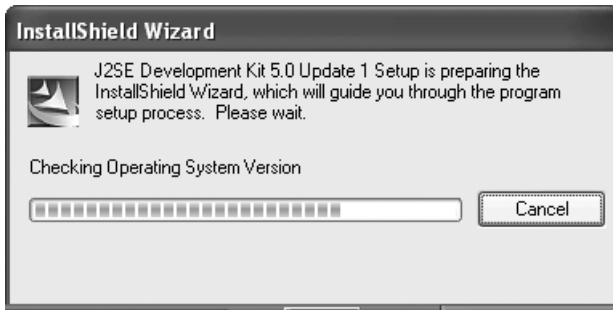 InstallShield Wizard
J2SE Development Kit 5.0 Update 1 Setup is preparing the
InstallShield Wizard, which will guide you through the program
setup process.  Please wait.
Checking Operating System Version
Cancel